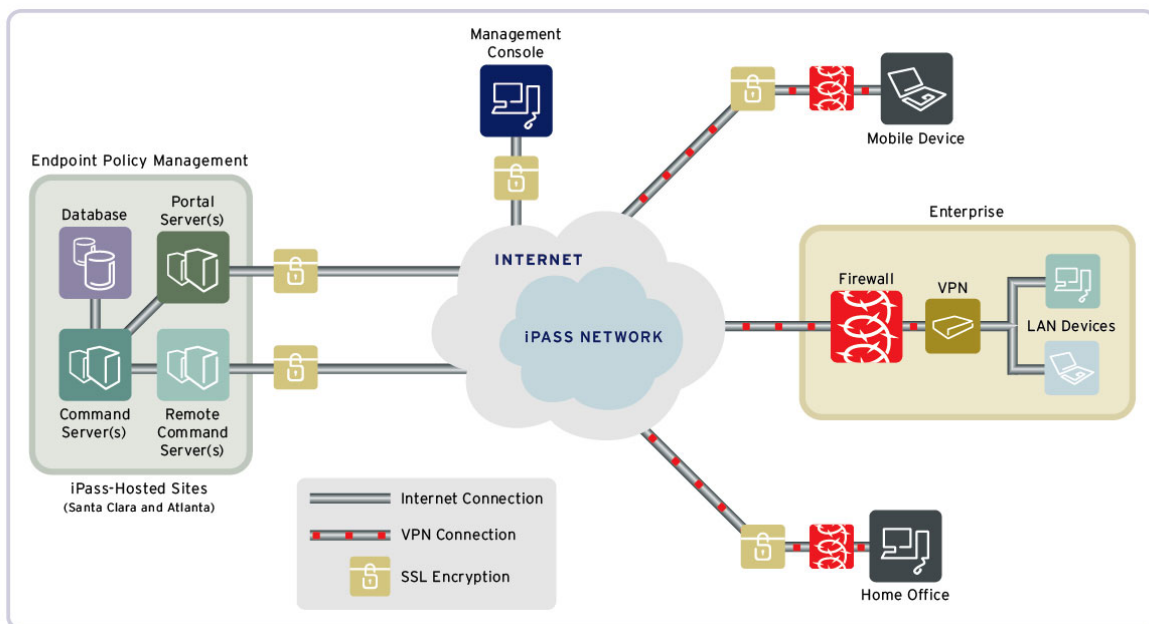 Management
Console
Mobile Device
Endpoint Policy Management
Database
Portal
Server(s)
Command
Server(s)
Remote
Command
Server(s)
iPass-Hosted Sites
(Santa Clara and Atlanta)
INTERNET
iPASS NETWORK
Enterprise
Firewall
VPN
LAN Devices
Internet Connection
VPN Connection
SSL Encryption
Home Office